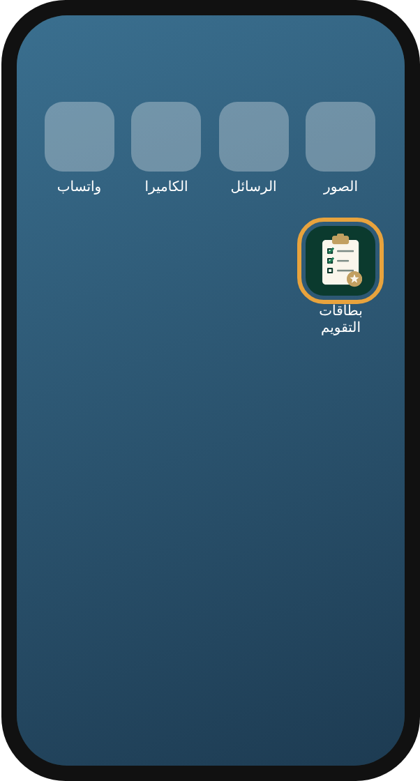 الصور
الرسائل
الكاميرا
واتساب
بطاقات
التقويم